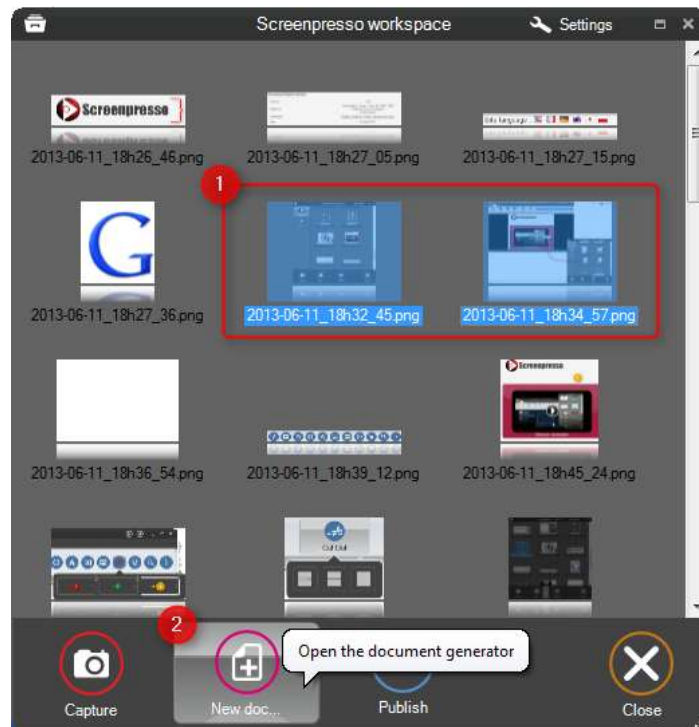 Screenpresso workspace
Settings
Screenpresso
2013-06-11_18h26_46.png
2013-06-11_18h27_05.png
2013-06-11_18h27_15.png
1
G
2013-06-11_18h27_36.png
2013-06-11_18h32_45.png
2013-06-11_18h34_57.png
Screenpresso
2013-06-11_18h36_54.png
2013-06-11_18h39_12.png
2013-06-11_18h45_24.png
Cut Out
2
Open the document generator
Capture
New doc...
Publish
Close